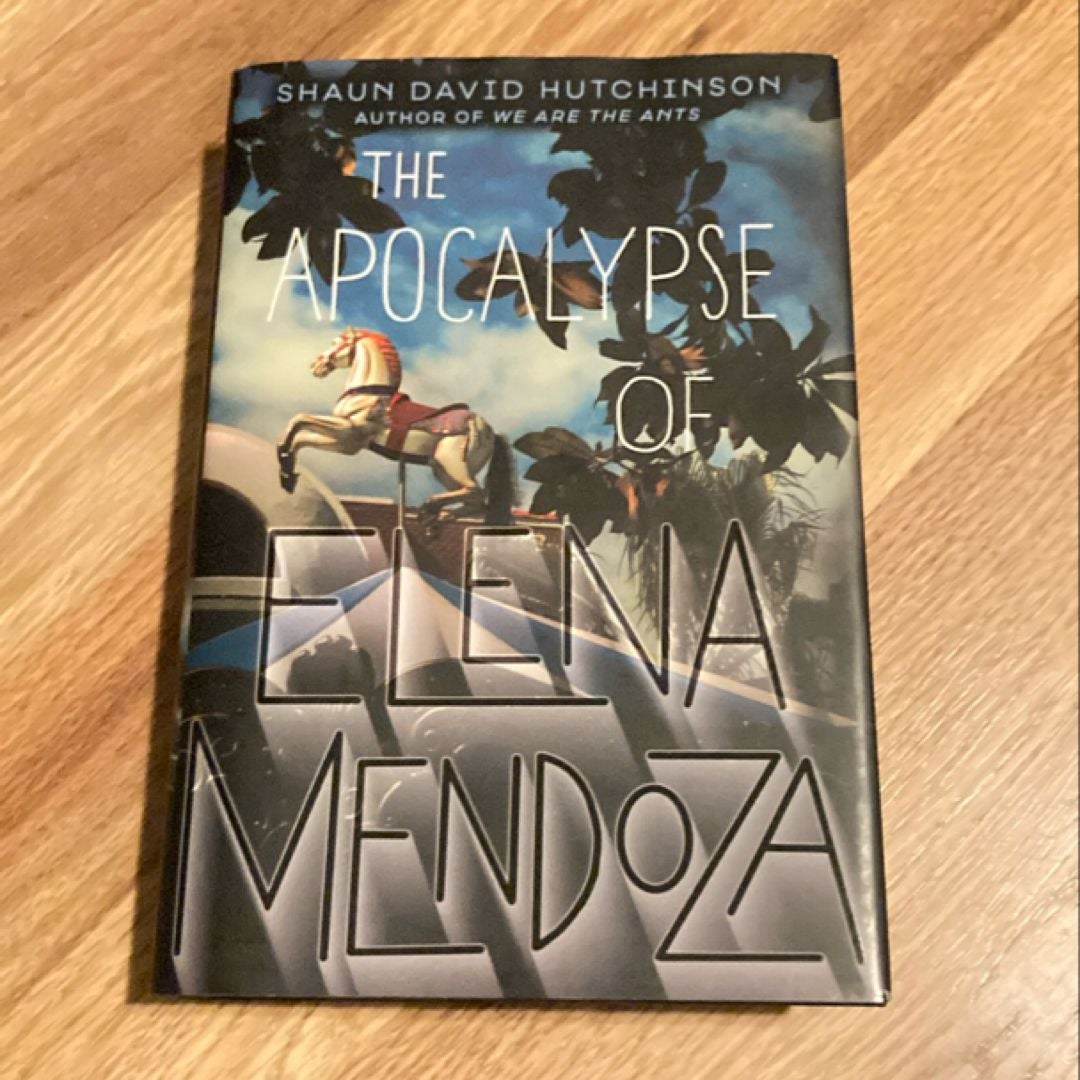 SHAUN DAVID HUTCHINSON
AUTHOR OF WE ARE THE ANTS
THE
APOCALYPSE
OF
ELENA
MENDOZA